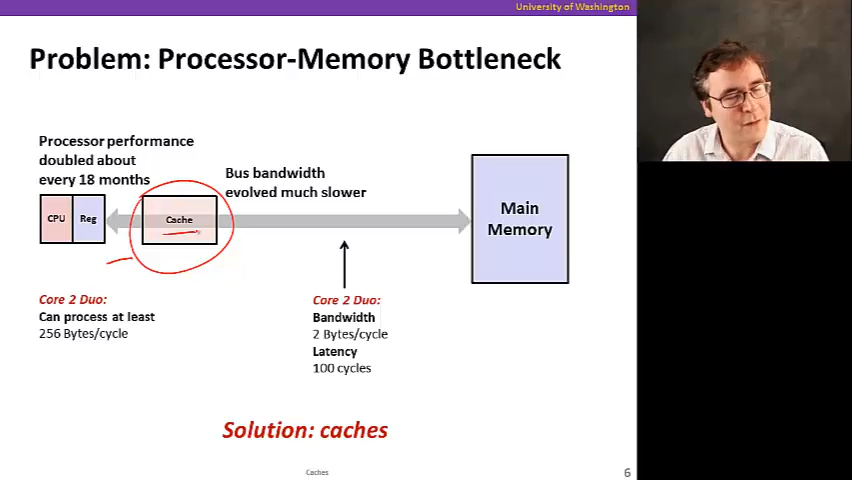 University of Washington
Problem: Processor-Memory Bottleneck
Processor performance
doubled about
every 18 months
Bus bandwidth
evolved much slower
CPU
Reg
Cache
Main
Memory
Core 2 Duo:
Can process at least
256 Bytes/cycle
Core 2 Duo:
Bandwidth
2 Bytes/cycle
Latency
100 cycles
Solution: caches
Caches
6